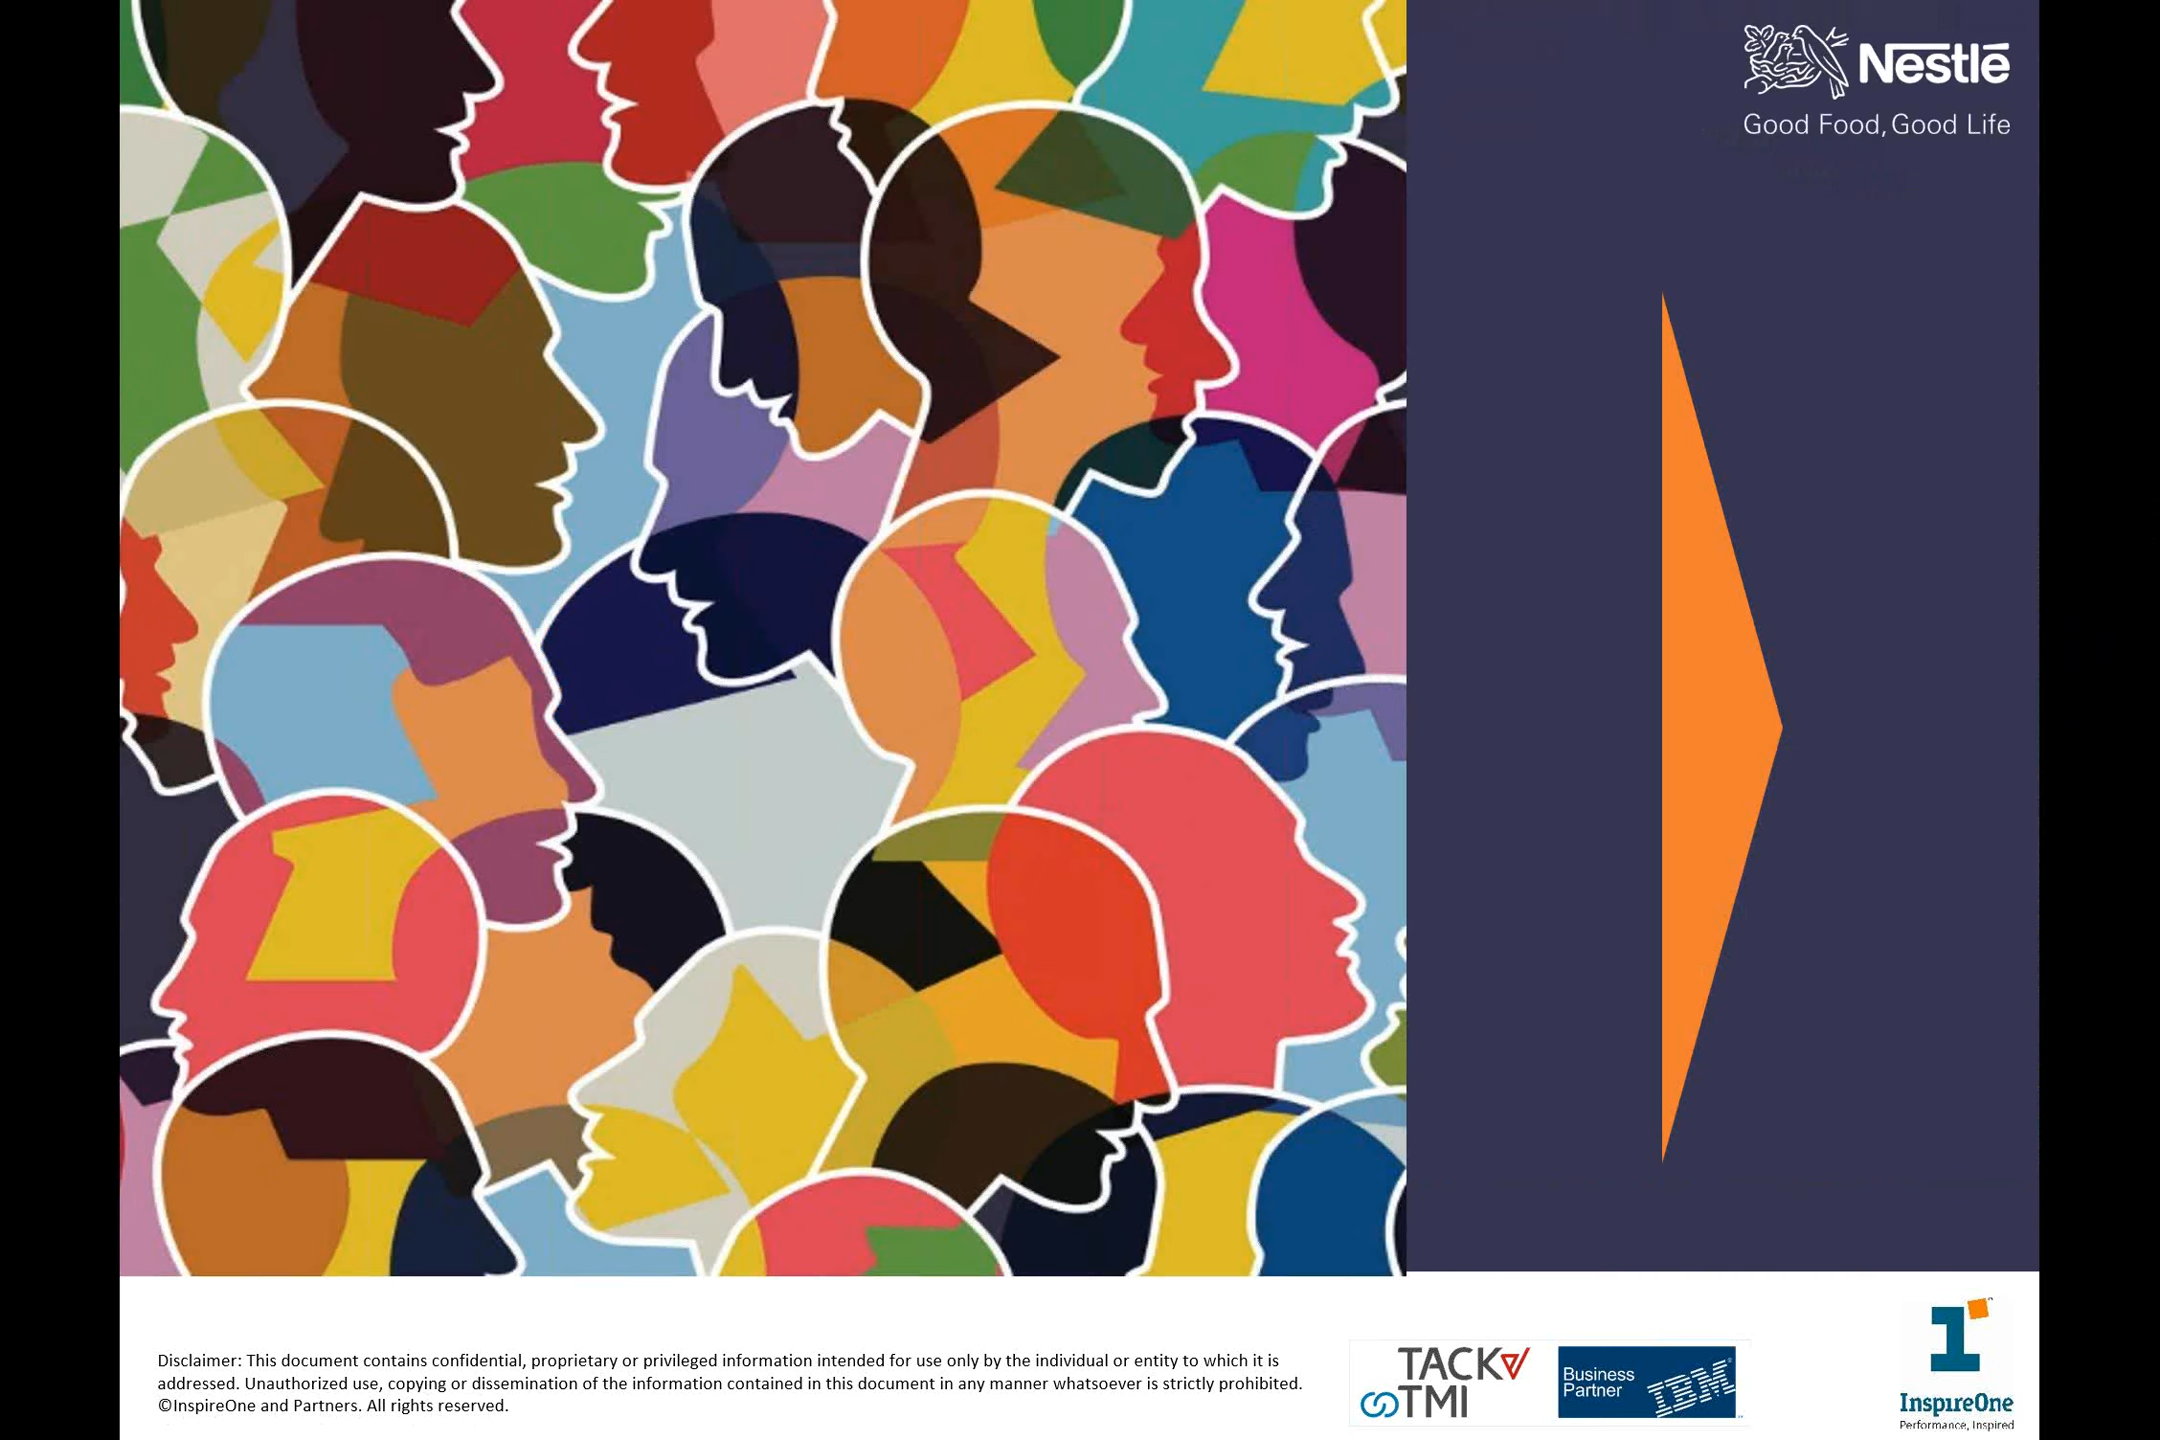 Nestlé
Good Food, Good Life
Disclaimer: This document contains confidential, proprietary or privileged information intended for use only by the individual or entity to which it is
addressed. Unauthorized use, copying or dissemination of the information contained in this document in any manner whatsoever is strictly prohibited.
©InspireOne and Partners. All rights reserved.
TACK
TMI
Business
Partner
IBM
1
InspıreOne
Performance, Inspired